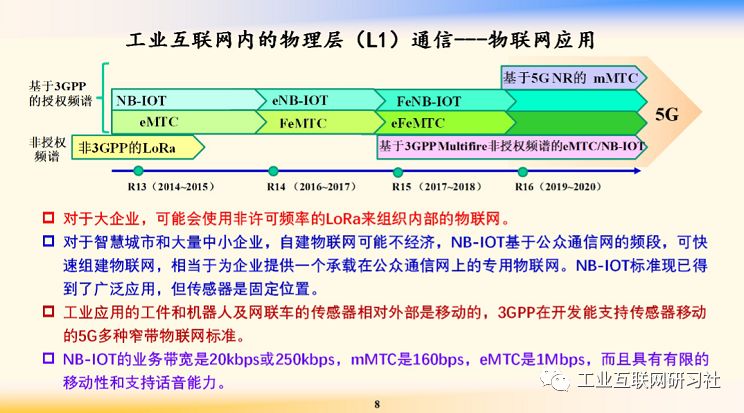 工业互联网内的物理层（L1）通信---物联网应用
基于3GPP
的授权频谱
基于5G NR的 mMTC
NB-IOT
eNB-IOT
FeNB-IOT
5G
eMTC
FeMTC
eFeMTC
非授权
频谱
非3GPP的LoRa
基于3GPP Multifire非授权频谱的eMTC/NB-IOT
R13（2014~2015）
R14 （2016~2017）
R15 （2017~2018）
R16（2019~2020）
对于大企业，可能会使用非许可频率的LoRa来组织内部的物联网。
对于智慧城市和大量中小企业，自建物联网可能不经济，NB-IOT基于公众通信网的频段，可快
速组建物联网，相当于为企业提供一个承载在公众通信网上的专用物联网。NB-IOT标准现已得
到了广泛应用，但传感器是固定位置。
工业应用的工件和机器人及网联车的传感器相对外部是移动的，3GPP在开发能支持传感器移动
的5G多种窄带物联网标准。
NB-IOT的业务带宽是20kbps或250kbps，mMTC是160bps，eMTC是1Mbps，而且具有有限的
移动性和支持话音能力。
工业互联网研习社
8